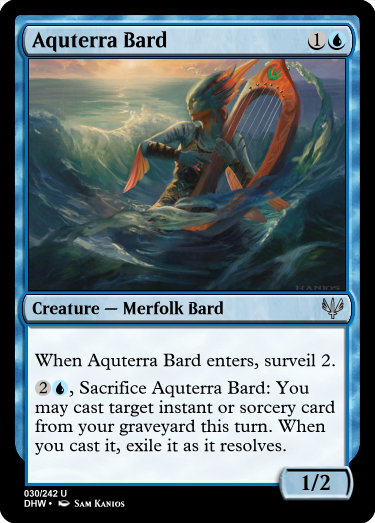 Aquterra Bard 1
KANIOS
Creature — Merfolk Bard
When Aquterra Bard enters, surveil 2.
2, Sacrifice Aquterra Bard: You
may cast target instant or sorcery card
from your graveyard this turn. When
you cast it, exile it as it resolves.
1/2
030/242 U
DHW • Sam Kanios